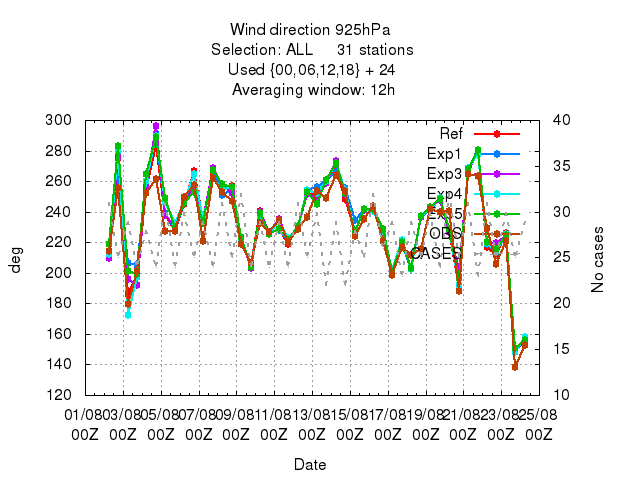 Wind direction 925hPa
Selection: ALL 31 stations
Used {00,06,12,18} + 24
Averaging window: 12h
300 40
Ref
280 Exp1
Exp3 35
260
Exp4
240 Exp5 30
OBS
220
CASES 25
200
180 20
160
15
140
120 10
deg
No cases
01/08 03/08 05/08 07/08 09/08 11/08 13/08 15/08 17/08 19/08 21/08 23/08 25/08
00Z 00Z 00Z 00Z 00Z 00Z 00Z 00Z 00Z 00Z 00Z 00Z 00Z
Date